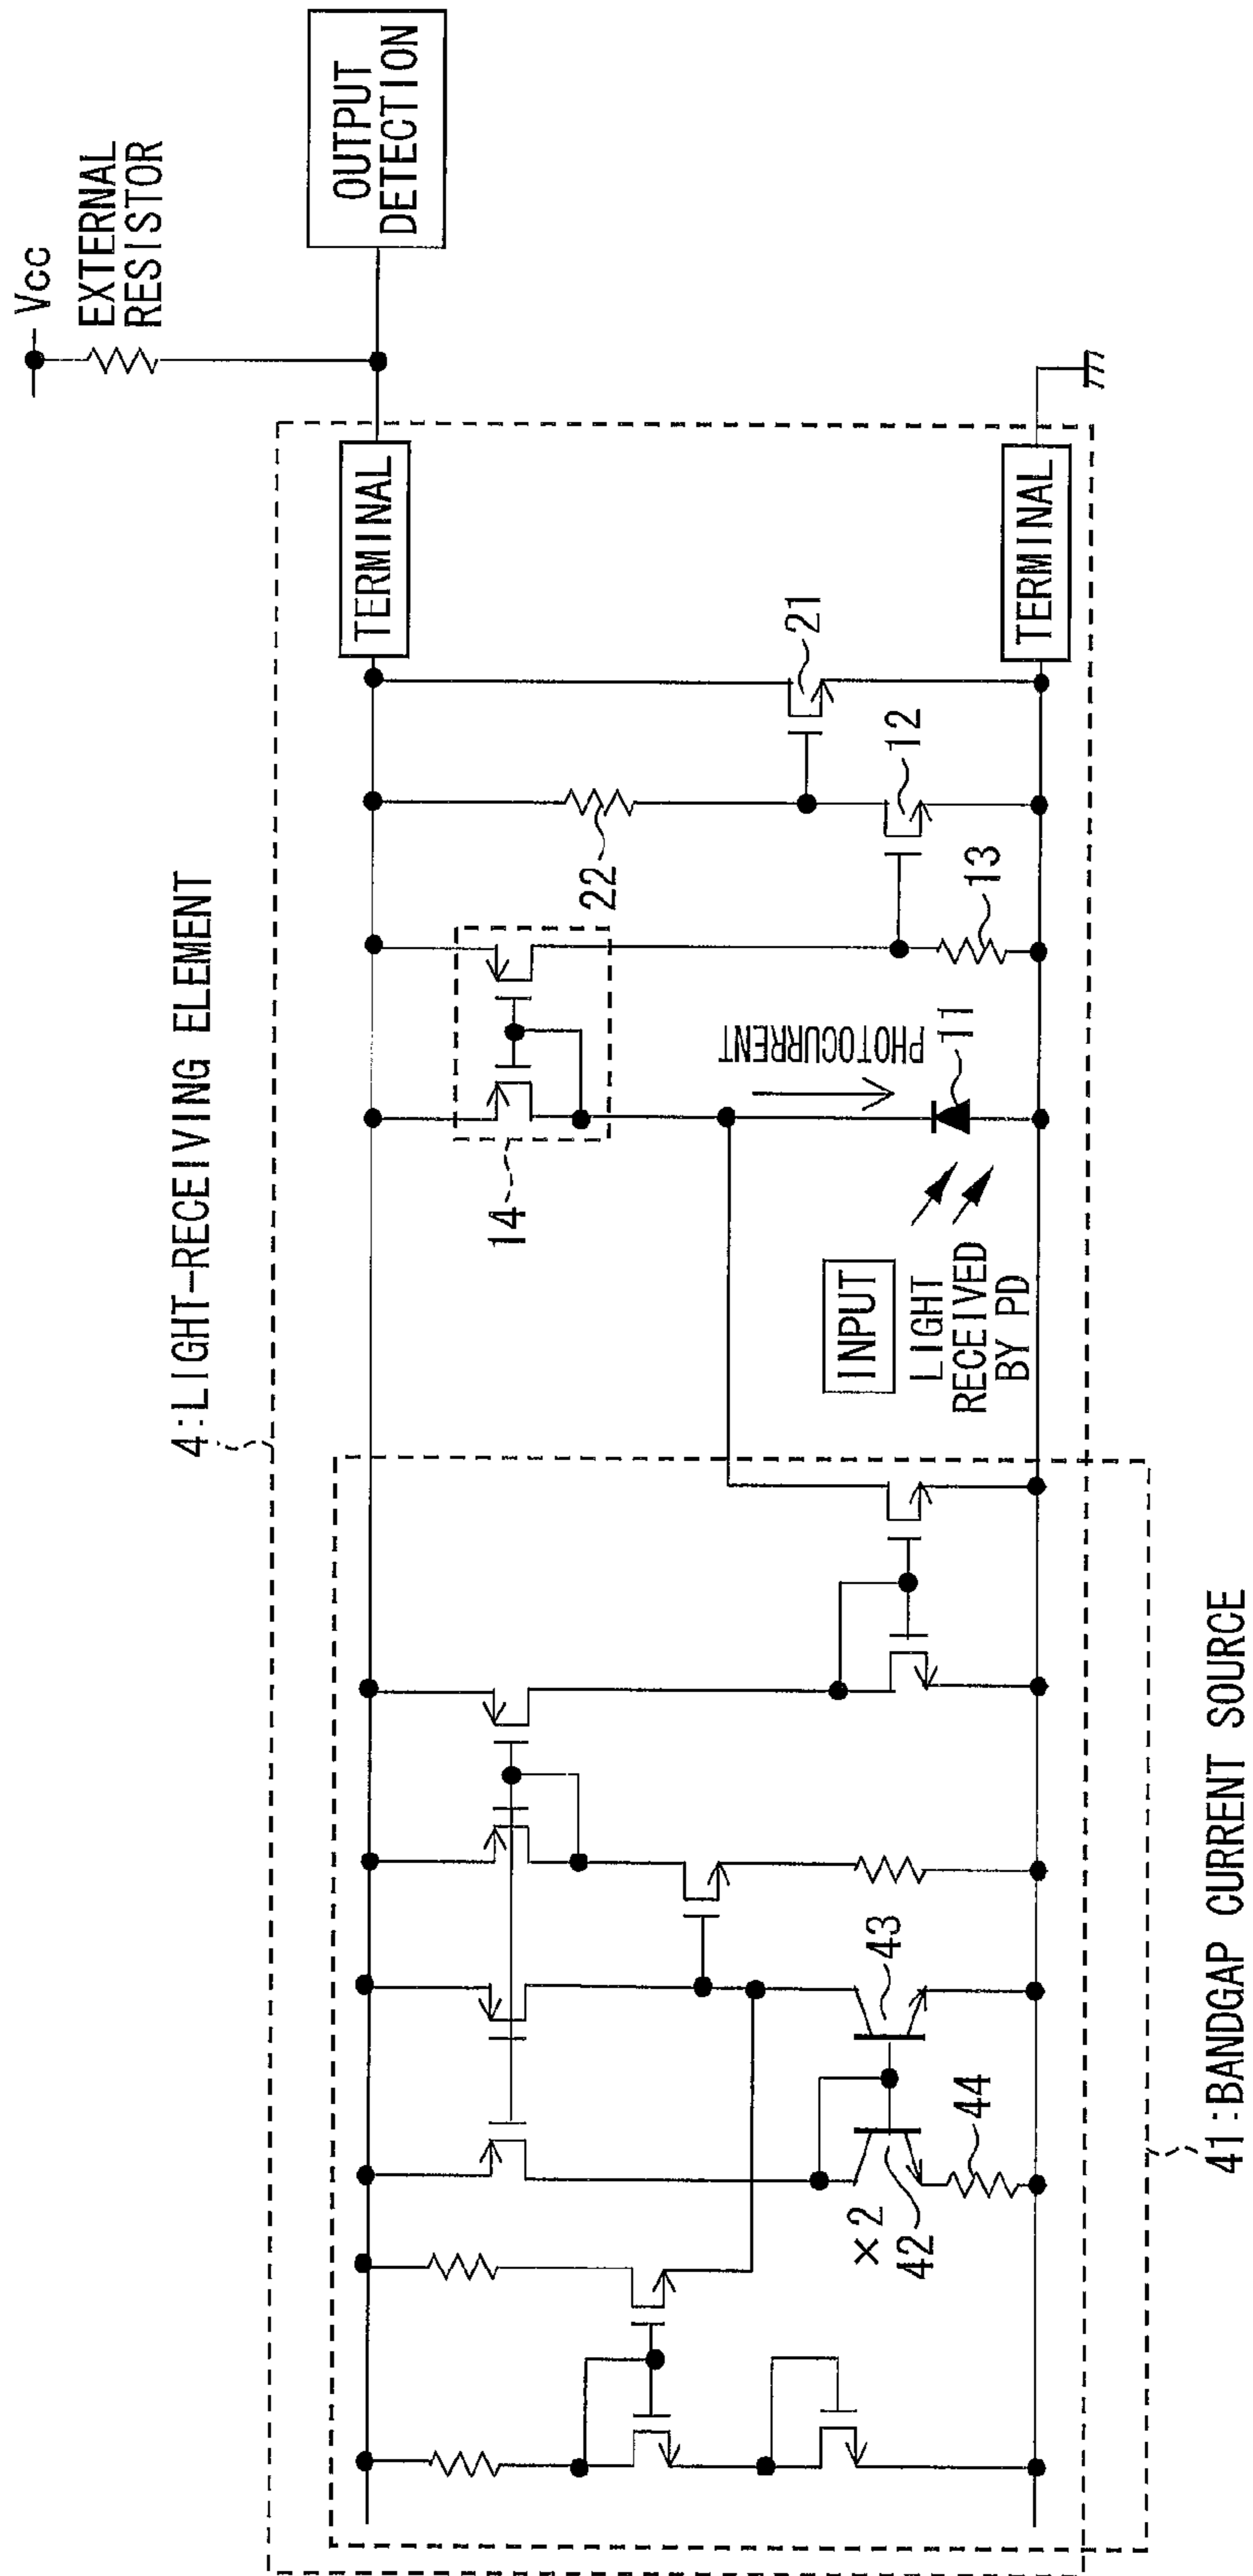 Vcc
EXTERNAL
RESISTOR
OUTPUT
DETECTION
4:LIGHT-RECEIVING ELEMENT
TERMINAL
14
22
21
12
13
PHOTOCURRENT
11
INPUT
LIGHT
RECEIVED
BY PD
TERMINAL
×2
42
43
44
41:BANDGAP CURRENT SOURCE